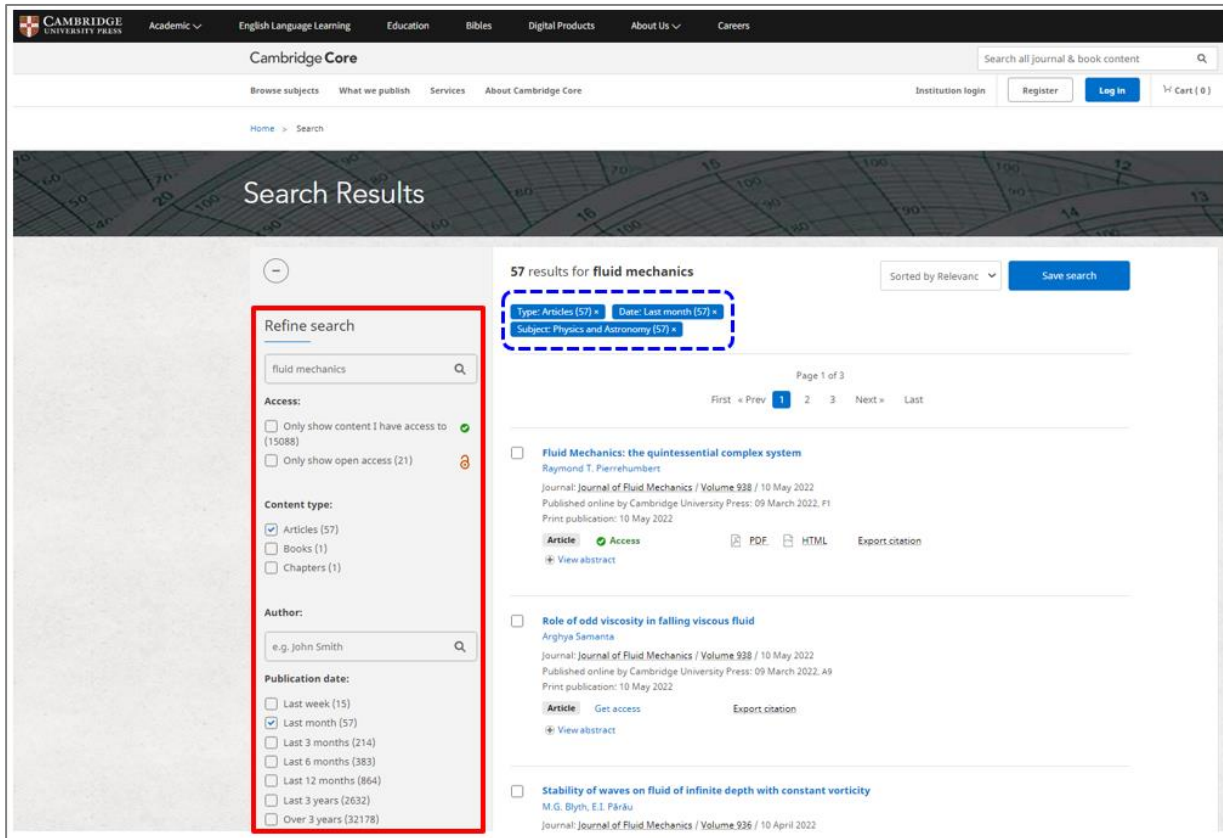 CAMBRIDGE
UNIVERSITY PRESS
Academic English Language Learning Education Bibles Digital Products About Us Careers
Cambridge Core
Search all journal & book content
Browse subjects What we publish Services About Cambridge Core Institution login Register Log in Cart ( 0 )
Home > Search
Search Results
57 results for fluid mechanics
Sorted by Relevanc
Save search
Type: Articles (57) × Date: Last month (57) ×
Subject: Physics and Astronomy (57) ×
Refine search
fluid mechanics
Access:
Only show content I have access to
(15088)
Only show open access (21)
Content type:
Articles (57)
Books (1)
Chapters (1)
Author:
e.g. John Smith
Publication date:
Last week (15)
Last month (57)
Last 3 months (214)
Last 6 months (383)
Last 12 months (864)
Last 3 years (2632)
Over 3 years (32178)
Page 1 of 3
First « Prev 1 2 3 Next » Last
Fluid Mechanics: the quintessential complex system
Raymond T. Pierrehumbert
Journal: Journal of Fluid Mechanics / Volume 938 / 10 May 2022
Published online by Cambridge University Press: 09 March 2022, F1
Print publication: 10 May 2022
Article Access PDF HTML Export citation
View abstract
Role of odd viscosity in falling viscous fluid
Arghya Samanta
Journal: Journal of Fluid Mechanics / Volume 938 / 10 May 2022
Published online by Cambridge University Press: 09 March 2022, A9
Print publication: 10 May 2022
Article Get access Export citation
View abstract
Stability of waves on fluid of infinite depth with constant vorticity
M.G. Blyth, E.I. Părău
Journal: Journal of Fluid Mechanics / Volume 936 / 10 April 2022